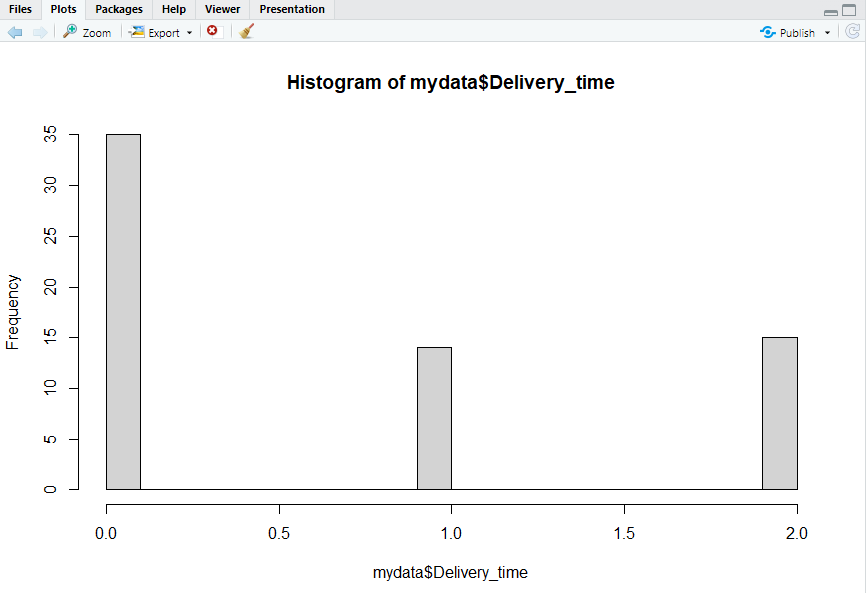 Files Plots Packages Help Viewer Presentation
Zoom Export Publish
Histogram of mydata$Delivery_time
Frequency
35
30
25
20
15
10
5
0
0.0 0.5 1.0 1.5 2.0
mydata$Delivery_time